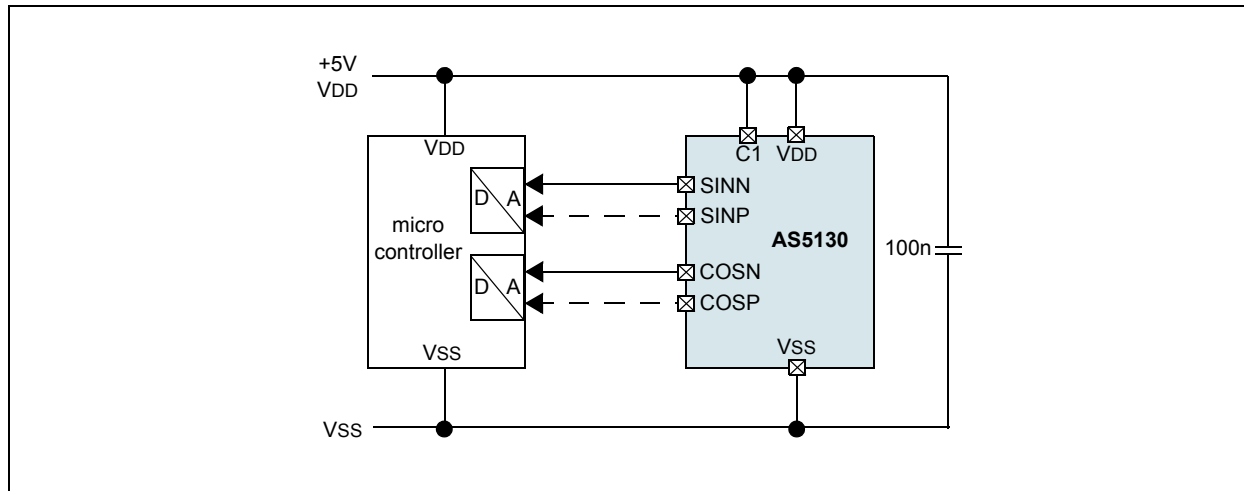 +5V
VDD
VDD
C1 VDD
D A
SINN
SINP
micro
controller
AS5130
100n
D A
COSN
COSP
VSS
VSS
VSS